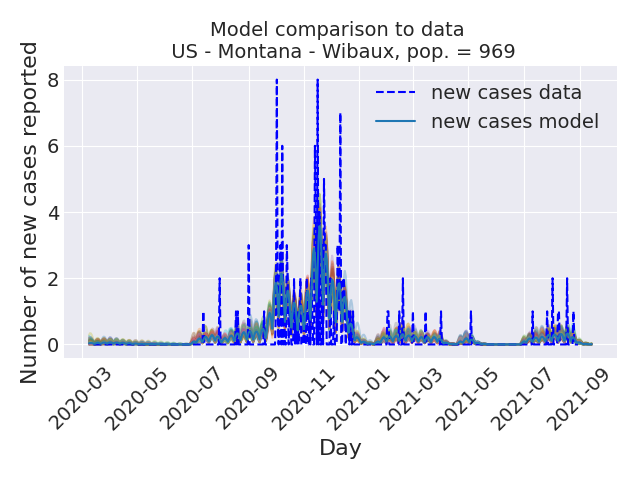 Model comparison to data
US - Montana - Wibaux, pop. = 969
Number of new cases reported
8
6
4
2
0
new cases data
new cases model
2020-03
2020-05
2020-07
2020-09
2020-11
2021-01
2021-03
2021-05
2021-07
2021-09
Day